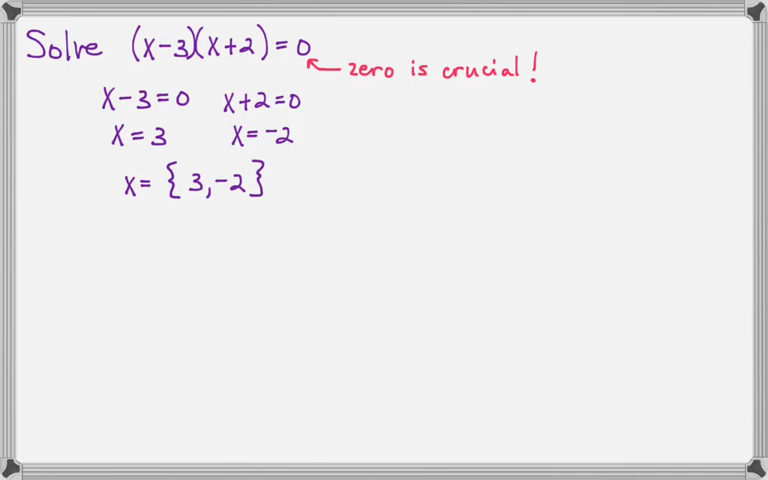 Solve (x-3)(x+2)=0
zero is crucial!
x-3=0 x+2=0
x=3 x=-2
x= {3,-2}